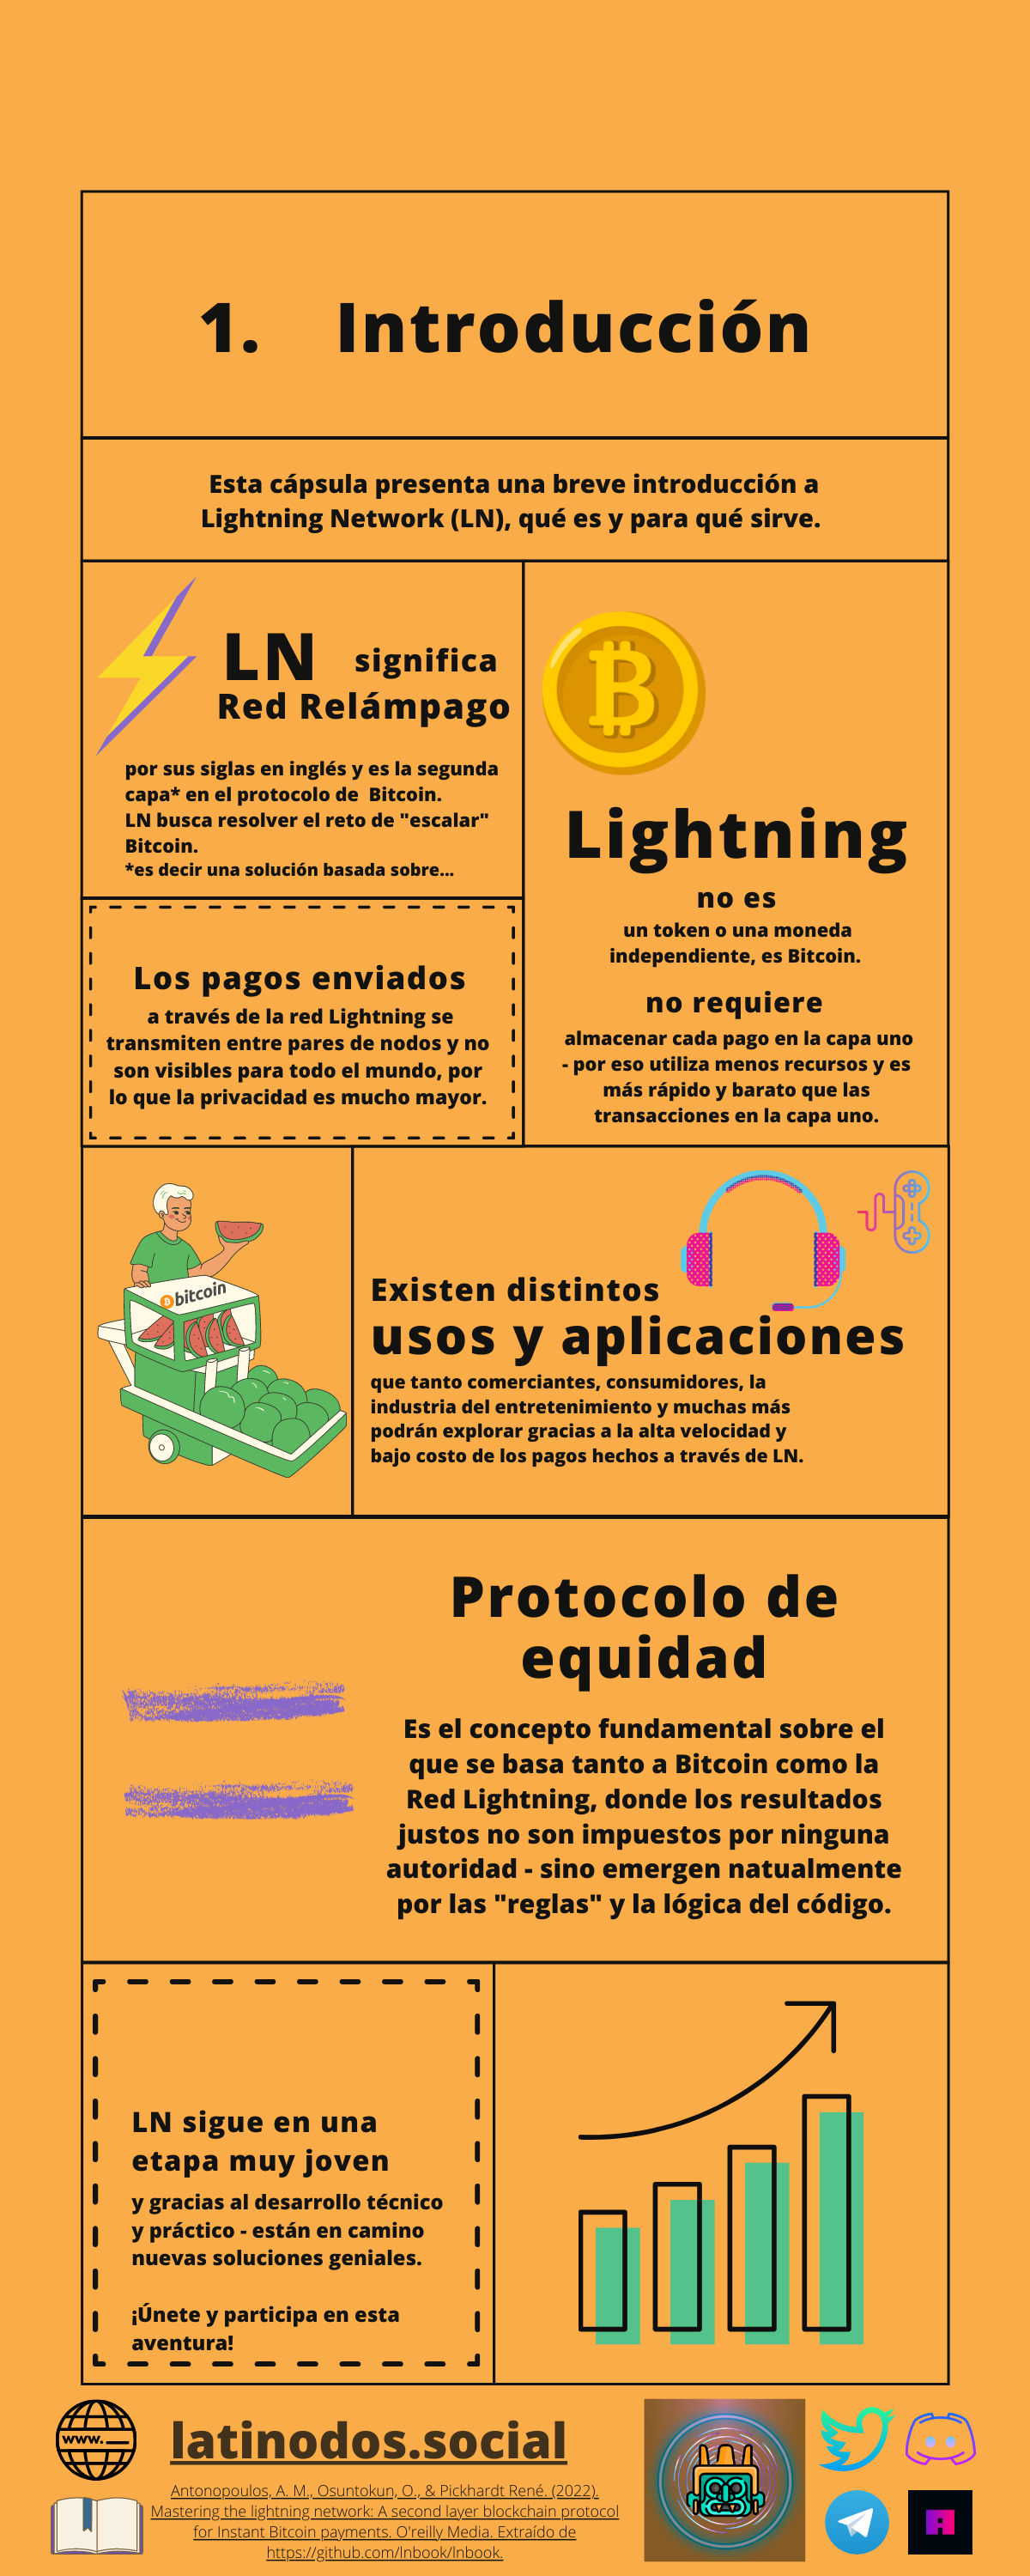 1. Introducción
Esta cápsula presenta una breve introducción a
Lightning Network (LN), qué es y para qué sirve.
LN significa
Red Relámpago
por sus siglas en inglés y es la segunda
capa* en el protocolo de Bitcoin.
LN busca resolver el reto de "escalar"
Bitcoin.
*es decir una solución basada sobre...
Los pagos enviados
a través de la red Lightning se
transmiten entre pares de nodos y no
son visibles para todo el mundo, por
lo que la privacidad es mucho mayor.
Lightning
no es
un token o una moneda
independiente, es Bitcoin.
no requiere
almacenar cada pago en la capa uno
- por eso utiliza menos recursos y es
más rápido y barato que las
transacciones en la capa uno.
bitcoin
Existen distintos
usos y aplicaciones
que tanto comerciantes, consumidores, la
industria del entretenimiento y muchas más
podrán explorar gracias a la alta velocidad y
bajo costo de los pagos hechos a través de LN.
Protocolo de
equidad
Es el concepto fundamental sobre el
que se basa tanto a Bitcoin como la
Red Lightning, donde los resultados
justos no son impuestos por ninguna
autoridad - sino emergen natualmente
por las "reglas" y la lógica del código.
LN sigue en una
etapa muy joven
y gracias al desarrollo técnico
y práctico - están en camino
nuevas soluciones geniales.
¡Únete y participa en esta
aventura!
www.
latinodos.social
Antonopoulos, A. M., Osuntokun, O., & Pickhardt René. (2022).
Mastering the lightning network: A second layer blockchain protocol
for Instant Bitcoin payments. O'reilly Media. Extraído de
https://github.com/lnbook/lnbook.